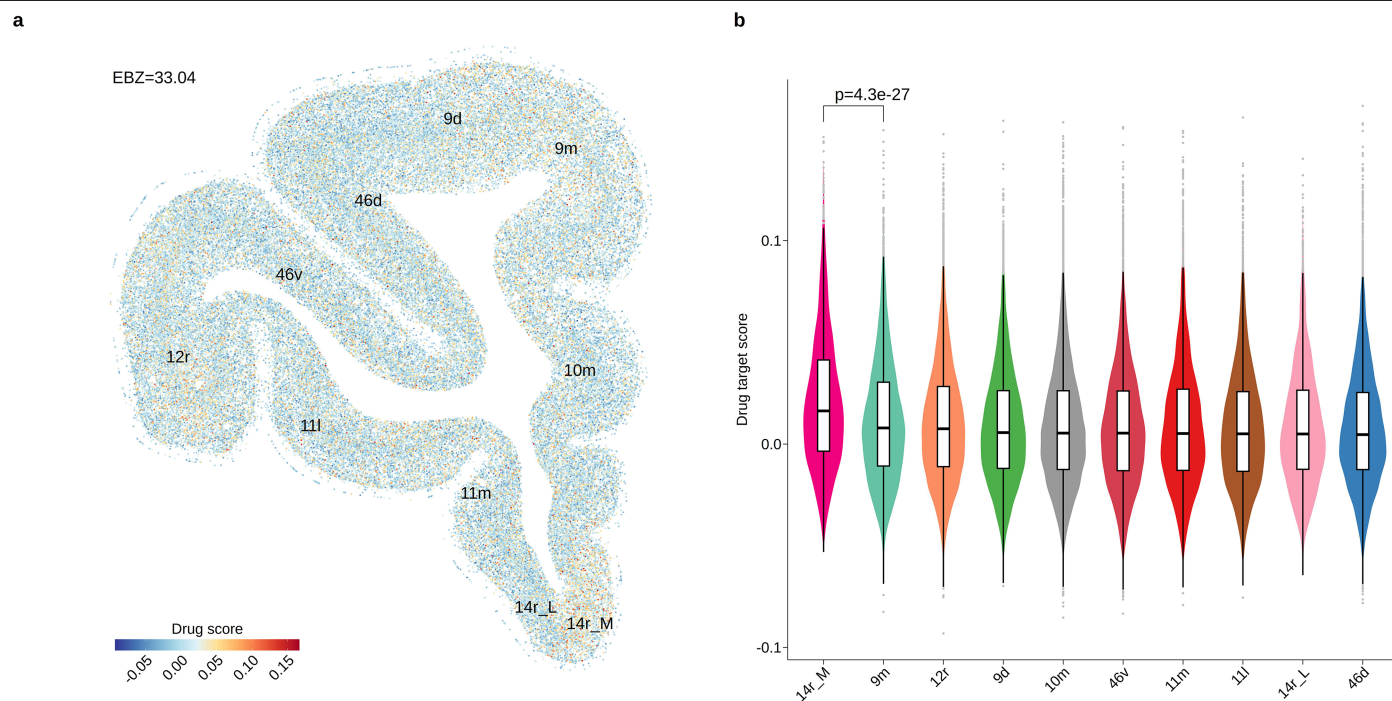 a
EBZ=33.04
9d
9m
46d
46v
12r
10m
11l
11m
14r_L
14r_M
Drug score
-0.05 0.00 0.05 0.10 0.15
b
p=4.3e-27
Drug target score
0.1
0.0
-0.1
14r_M 9m 12r 9d 10m 46v 11m 11l 14r_L 46d